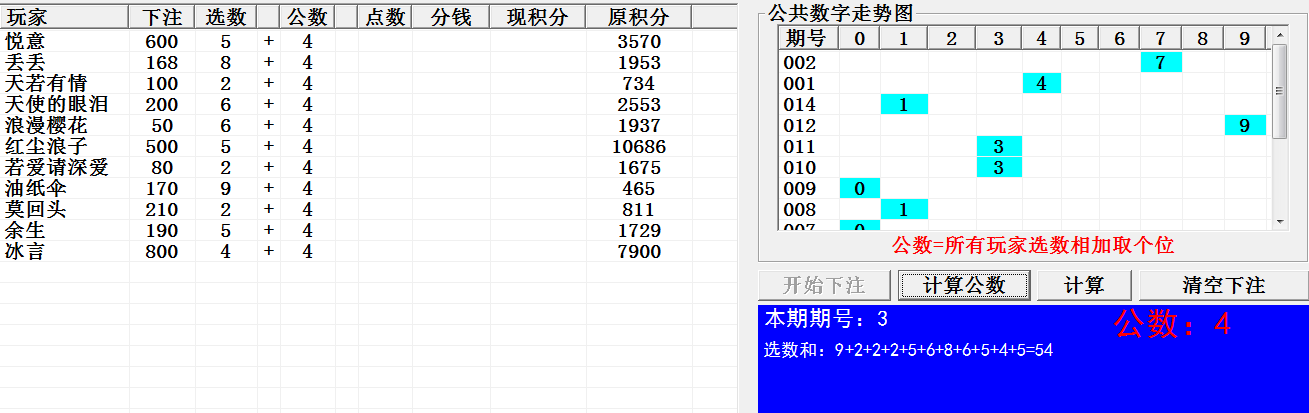 玩家 下注 选数 公数 点数 分钱 现积分 原积分
悦意 600 5 + 4 3570
丢丢 168 8 + 4 1953
天若有情 100 2 + 4 734
天使的眼泪 200 6 + 4 2553
浪漫樱花 50 6 + 4 1937
红尘浪子 500 5 + 4 10686
若爱请深爱 80 2 + 4 1675
油纸伞 170 9 + 4 465
莫回头 210 2 + 4 811
余生 190 5 + 4 1729
冰言 800 4 + 4 7900
公共数字走势图
期号 0 1 2 3 4 5 6 7 8 9
002 7
001 4
014 1
012 9
011 3
010 3
009 0
008 1
007 0
公数=所有玩家选数相加取个位
开始下注 计算公数 计算 清空下注
本期期号：3 公数：4
选数和：9+2+2+2+5+6+8+6+5+4+5=54